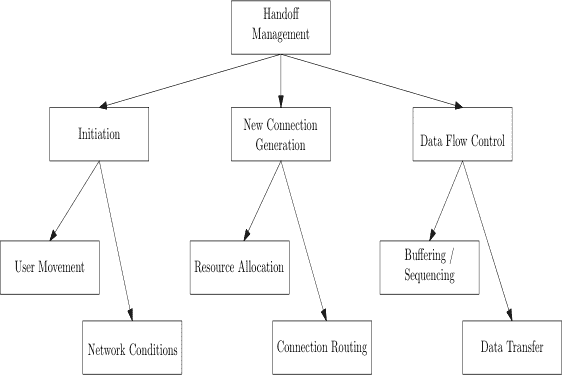 Handoff
Management
Initiation
New Connection
Generation
Data Flow Control
User Movement
Resource Allocation
Buffering /
Sequencing
Network Conditions
Connection Routing
Data Transfer